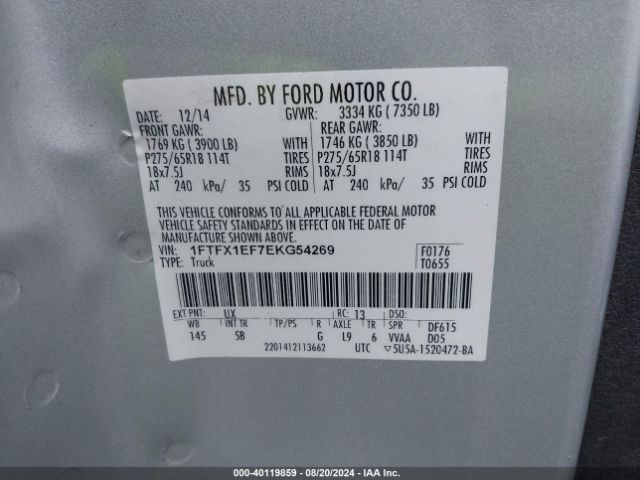 MFD. BY FORD MOTOR CO.
DATE: 12/14 GVWR: 3334 KG ( 7350 LB)
FRONT GAWR: REAR GAWR:
1769 KG ( 3900 LB) WITH 1746 KG ( 3850 LB) WITH
P275/65R18 114T TIRES P275/65R18 114T TIRES
18x7.5J RIMS 18x7.5J RIMS
AT 240 kPa/ 35 PSI COLD AT 240 kPa/ 35 PSI COLD
THIS VEHICLE CONFORMS TO ALL APPLICABLE FEDERAL MOTOR
VEHICLE SAFETY STANDARDS IN EFFECT ON THE DATE OF
MANUFACTURE SHOWN ABOVE.
VIN: 1FTFX1EF7EKG54269 F0176
TYPE: Truck T0655
EXT PNT: UX RC: 13 DSO:
WB INT TR TP/PS R AXLE TR SPR DF615
145 5B G L9 6 VVAA D05
2201412113662 UTC ▽5U5A-1520472-BA
© COPY - 40119859 - 08/20/2024 - IAA Inc.